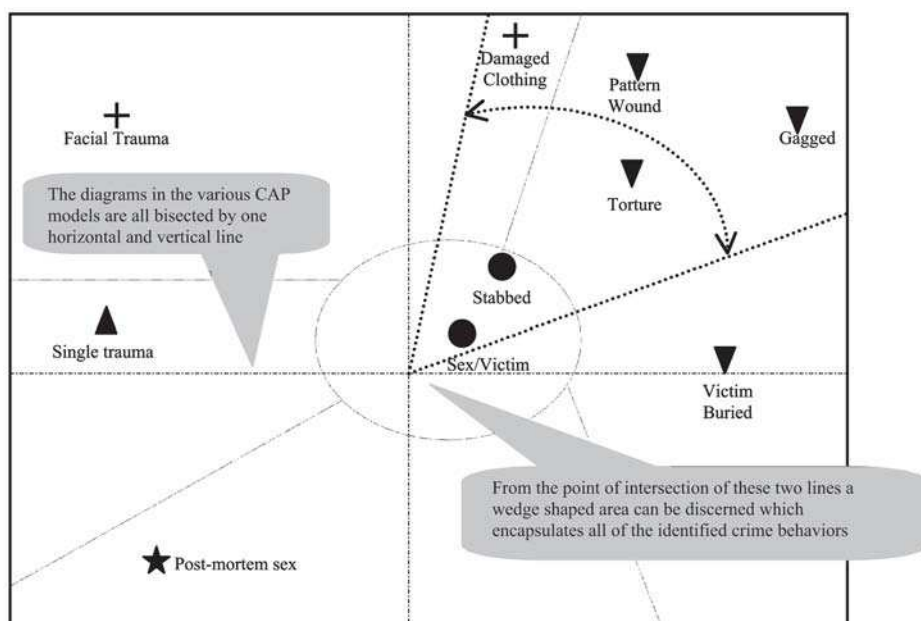 Damaged
Clothing
Pattern
Wound
Facial Trauma
Gagged
The diagrams in the various CAP
models are all bisected by one
horizontal and vertical line
Torture
Stabbed
Single trauma
Sex/Victim
Victim
Buried
From the point of intersection of these two lines a
wedge shaped area can be discerned which
encapsulates all of the identified crime behaviors
Post-mortem sex